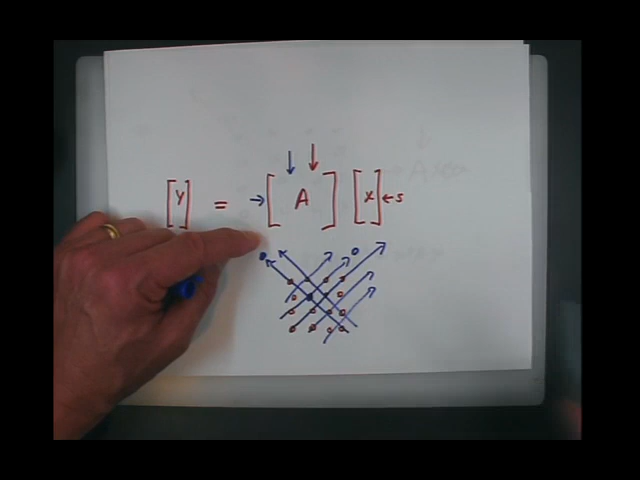 [Y] = → [A] [x] ← s